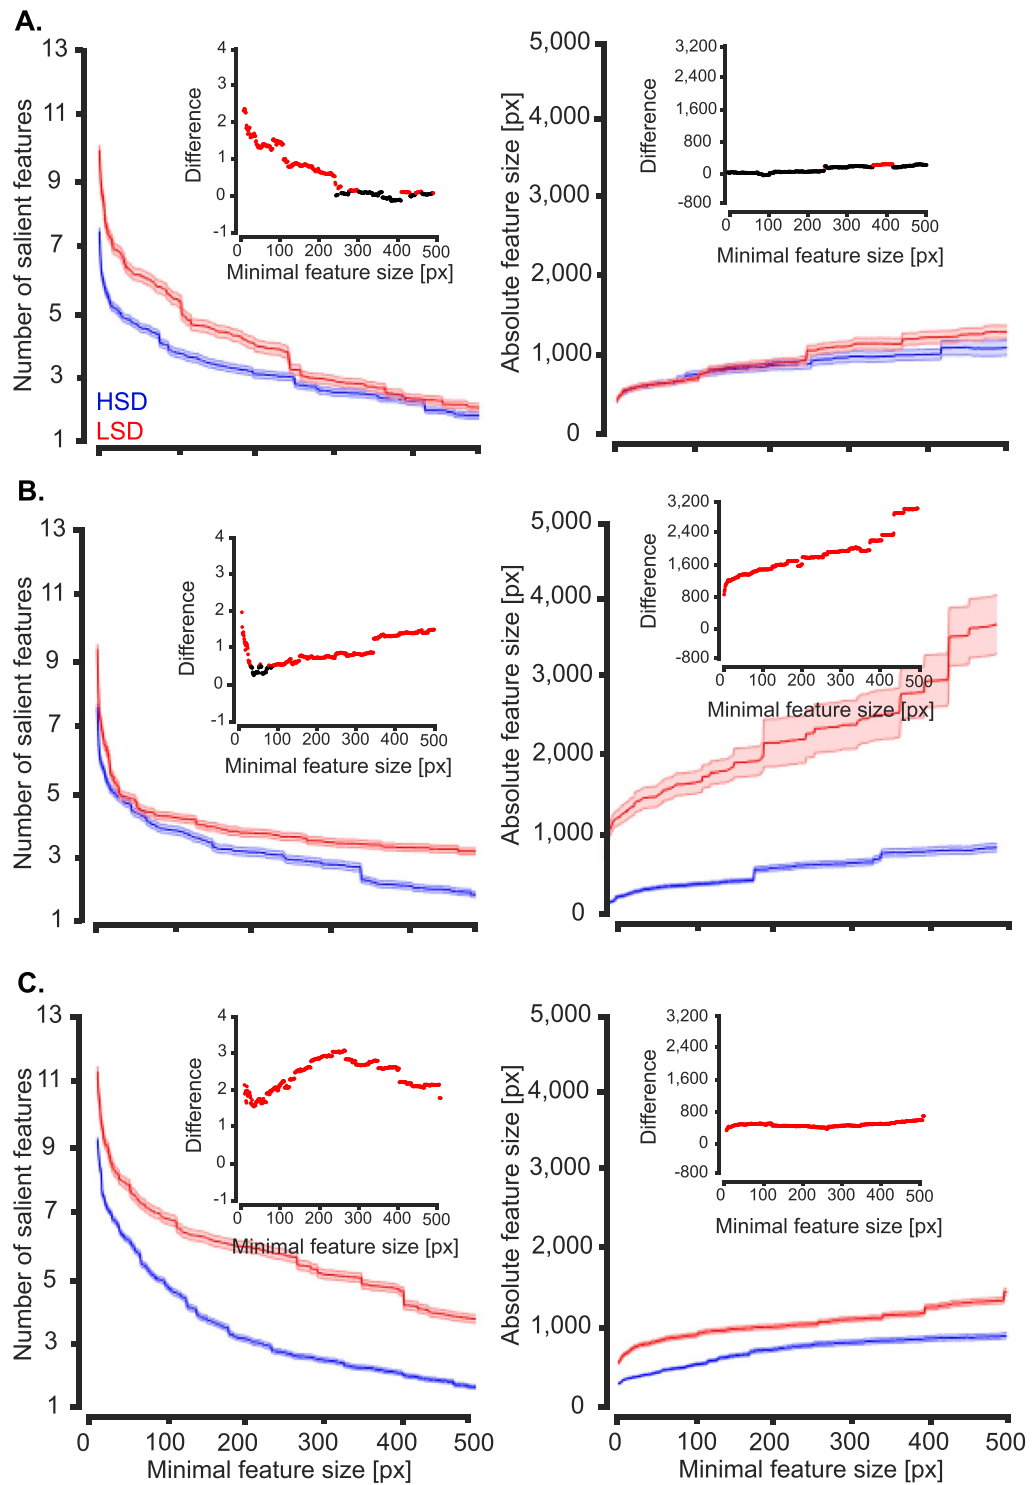 A.
13
11
9
7
5
3
1
Number of salient features
HSD
LSD
4
3
2
1
0
-1
Difference
0 100 200 300 400 500
Minimal feature size [px]
5,000
4,000
3,000
2,000
1,000
0
Absolute feature size [px]
3,200
2,400
1,600
800
0
-800
Difference
0 100 200 300 400 500
Minimal feature size [px]
B.
13
11
9
7
5
3
1
Number of salient features
4
3
2
1
0
-1
Difference
0 100 200 300 400 500
Minimal feature size [px]
5,000
4,000
3,000
2,000
1,000
0
Absolute feature size [px]
3,200
2,400
1,600
800
0
-800
Difference
0 100 200 300 400 500
Minimal feature size [px]
C.
13
11
9
7
5
3
1
Number of salient features
4
3
2
1
0
-1
Difference
0 100 200 300 400 500
Minimal feature size [px]
0 100 200 300 400 500
Minimal feature size [px]
5,000
4,000
3,000
2,000
1,000
0
Absolute feature size [px]
3,200
2,400
1,600
800
0
-800
Difference
0 100 200 300 400 500
Minimal feature size [px]
0 100 200 300 400 500
Minimal feature size [px]